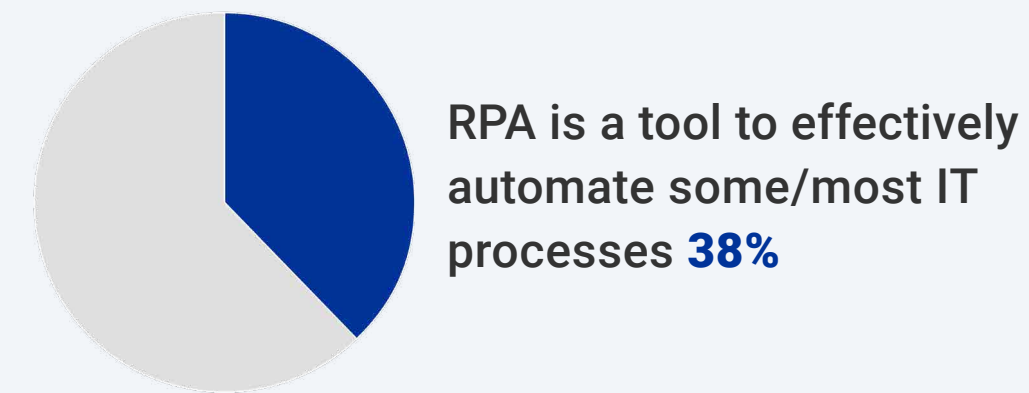 RPA is a tool to effectively
automate some/most IT
processes 38%